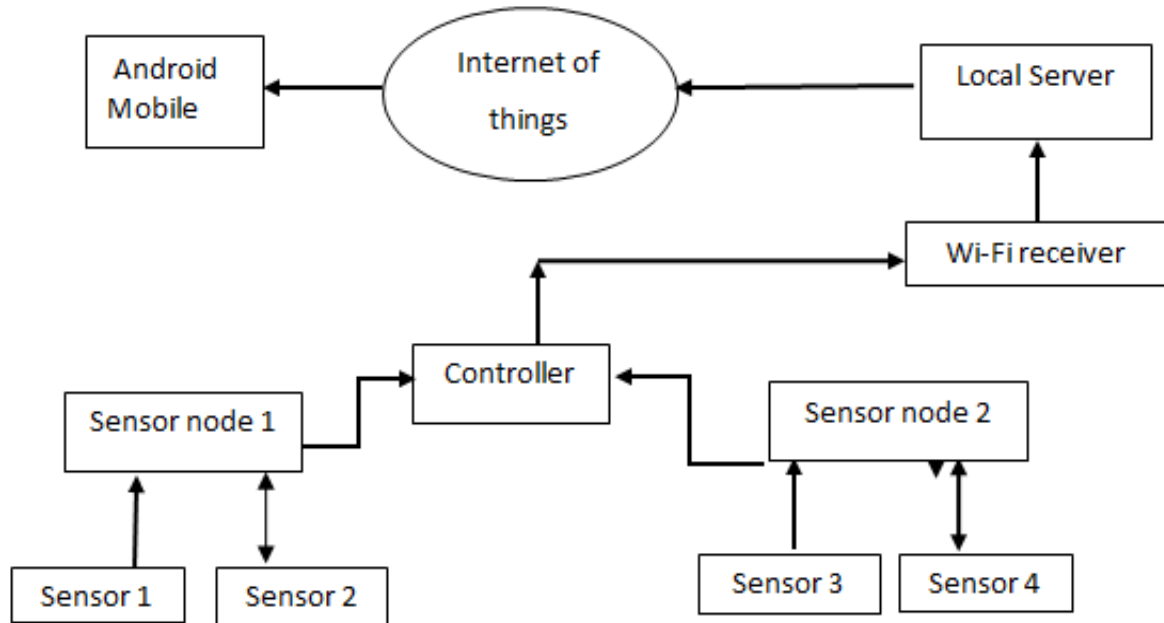 Android
Mobile
Internet of
things
Local Server
Wi-Fi receiver
Controller
Sensor node 1
Sensor node 2
Sensor 1
Sensor 2
Sensor 3
Sensor 4